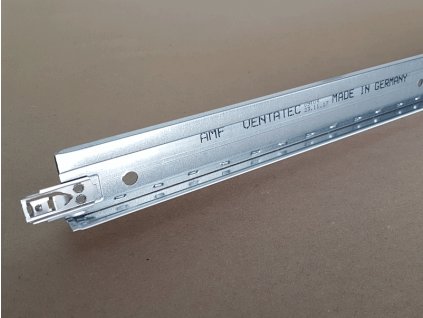 AMF VENTATEC MADE IN GERMANY